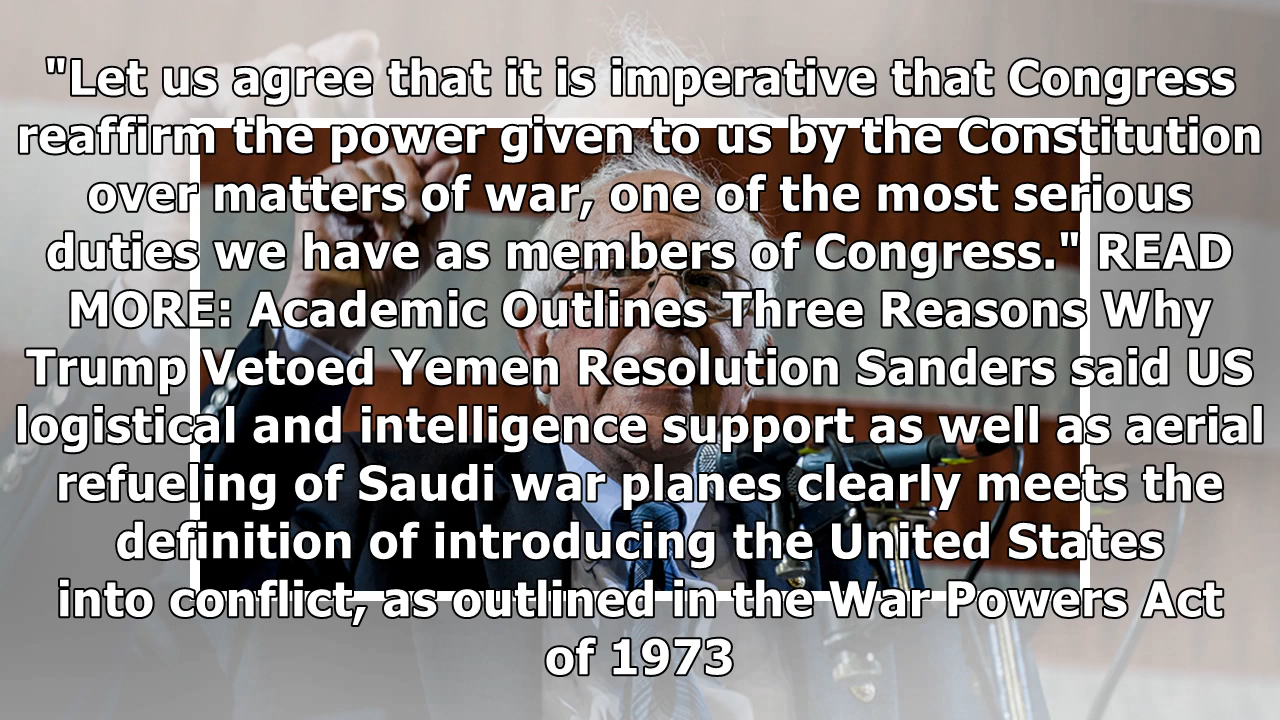 "Let us agree that it is imperative that Congress
reaffirm the power given to us by the Constitution
over matters of war, one of the most serious
duties we have as members of Congress." READ
MORE: Academic Outlines Three Reasons Why
Trump Vetoed Yemen Resolution Sanders said US
logistical and intelligence support as well as aerial
refueling of Saudi war planes clearly meets the
definition of introducing the United States
into conflict, as outlined in the War Powers Act
of 1973